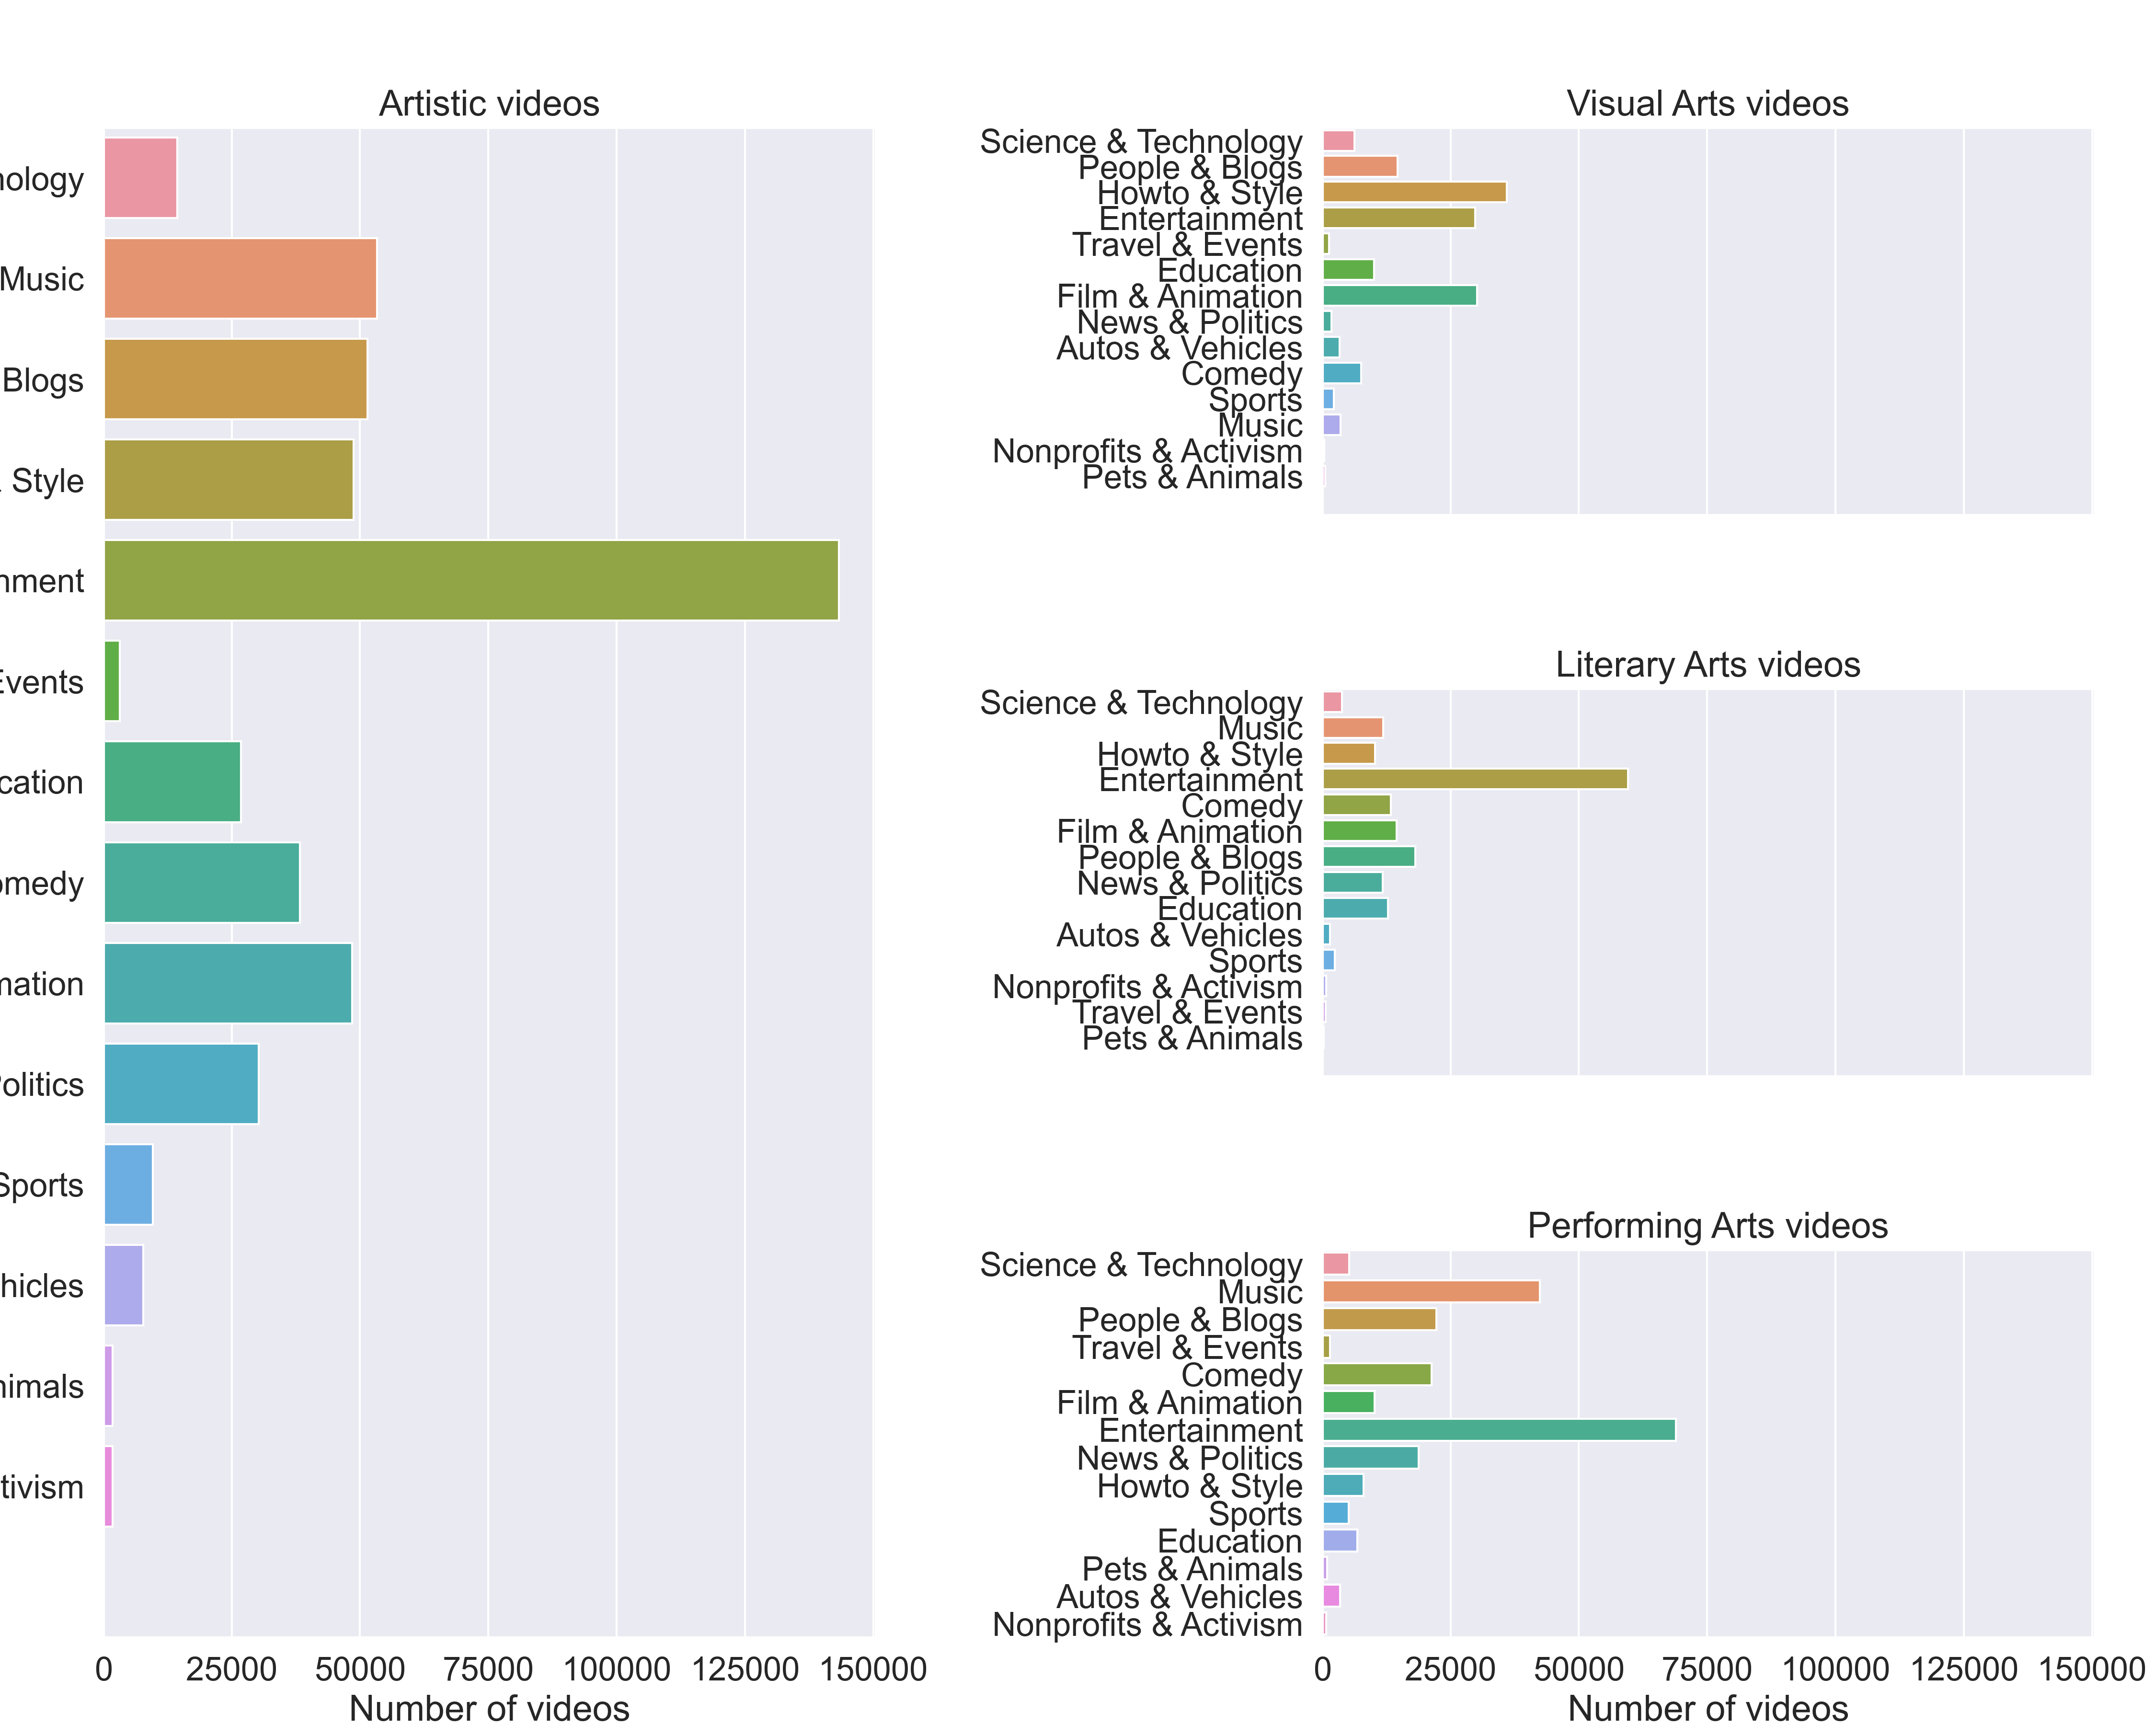 Artistic videos
nology
Music
Blogs
Style
nment
Events
cation
omedy
mation
Politics
Sports
hicles
nimals
tivism
0 25000 50000 75000 100000 125000 150000
Number of videos
Visual Arts videos
Science & Technology
People & Blogs
Howto & Style
Entertainment
Travel & Events
Education
Film & Animation
News & Politics
Autos & Vehicles
Comedy
Sports
Music
Nonprofits & Activism
Pets & Animals
Literary Arts videos
Science & Technology
Music
Howto & Style
Entertainment
Comedy
Film & Animation
People & Blogs
News & Politics
Education
Autos & Vehicles
Sports
Nonprofits & Activism
Travel & Events
Pets & Animals
Performing Arts videos
Science & Technology
Music
People & Blogs
Travel & Events
Comedy
Film & Animation
Entertainment
News & Politics
Howto & Style
Sports
Education
Pets & Animals
Autos & Vehicles
Nonprofits & Activism
0 25000 50000 75000 100000 125000 150000
Number of videos